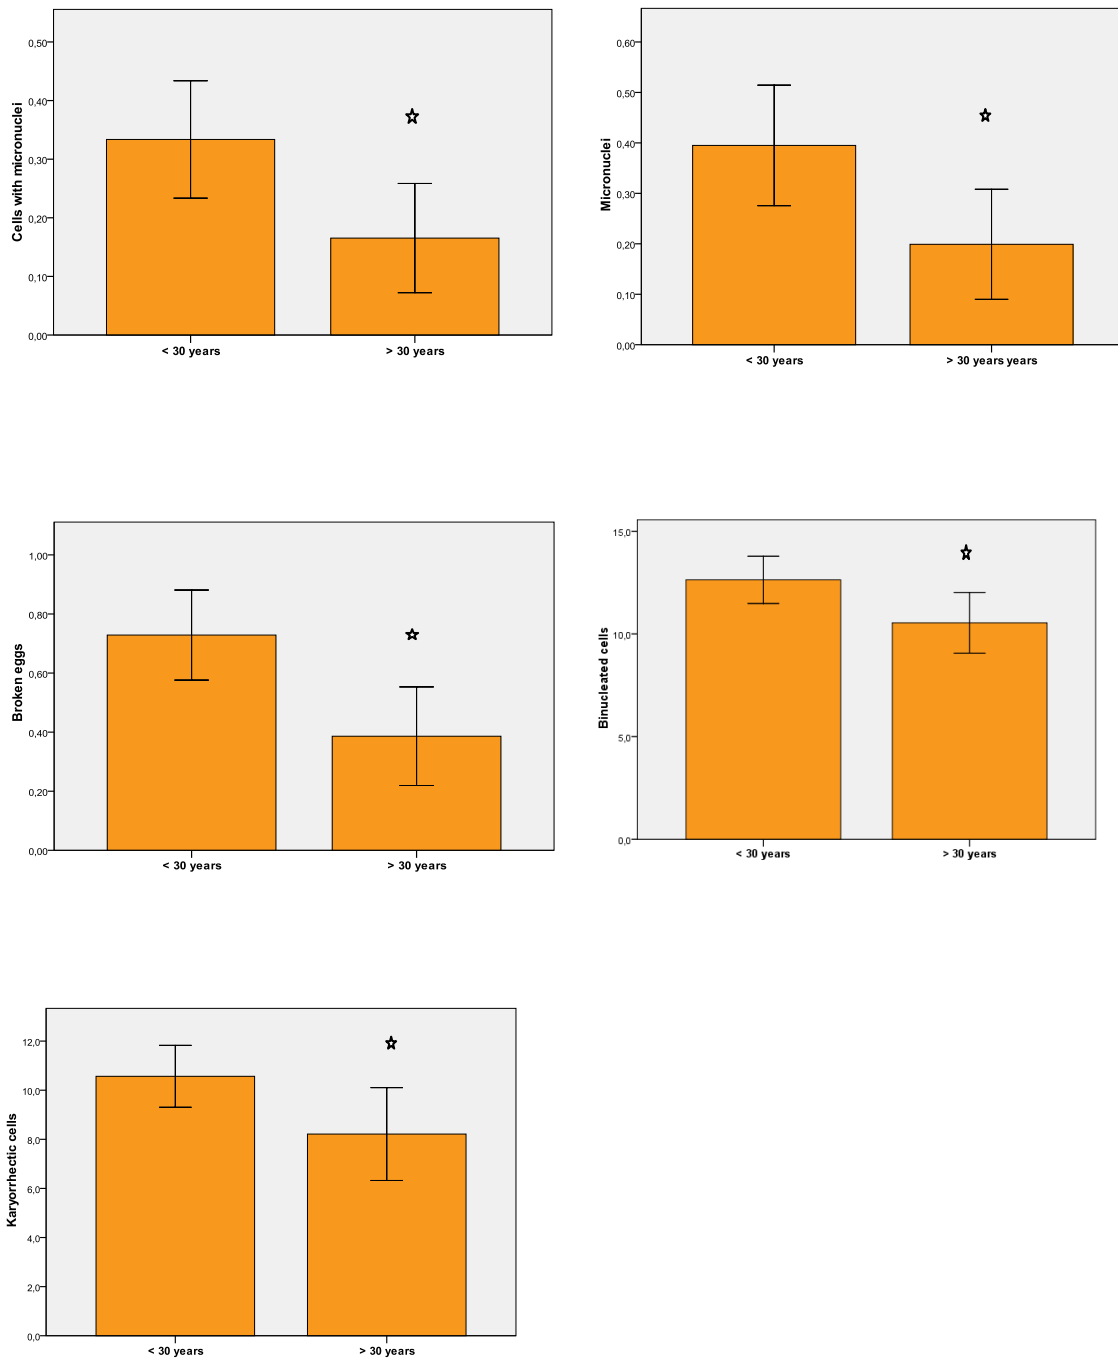 0,50
0,40
0,30
0,20
0,10
0,00
Cells with micronuclei
< 30 years
> 30 years
0,60
0,50
0,40
0,30
0,20
0,10
0,00
Micronuclei
< 30 years
> 30 years years
1,00
0,80
0,60
0,40
0,20
0,00
Broken eggs
< 30 years
> 30 years
15,0
10,0
5,0
0,0
Binucleated cells
< 30 years
> 30 years
12,0
10,0
8,0
6,0
4,0
2,0
0,0
Karyorrhectic cells
< 30 years
> 30 years